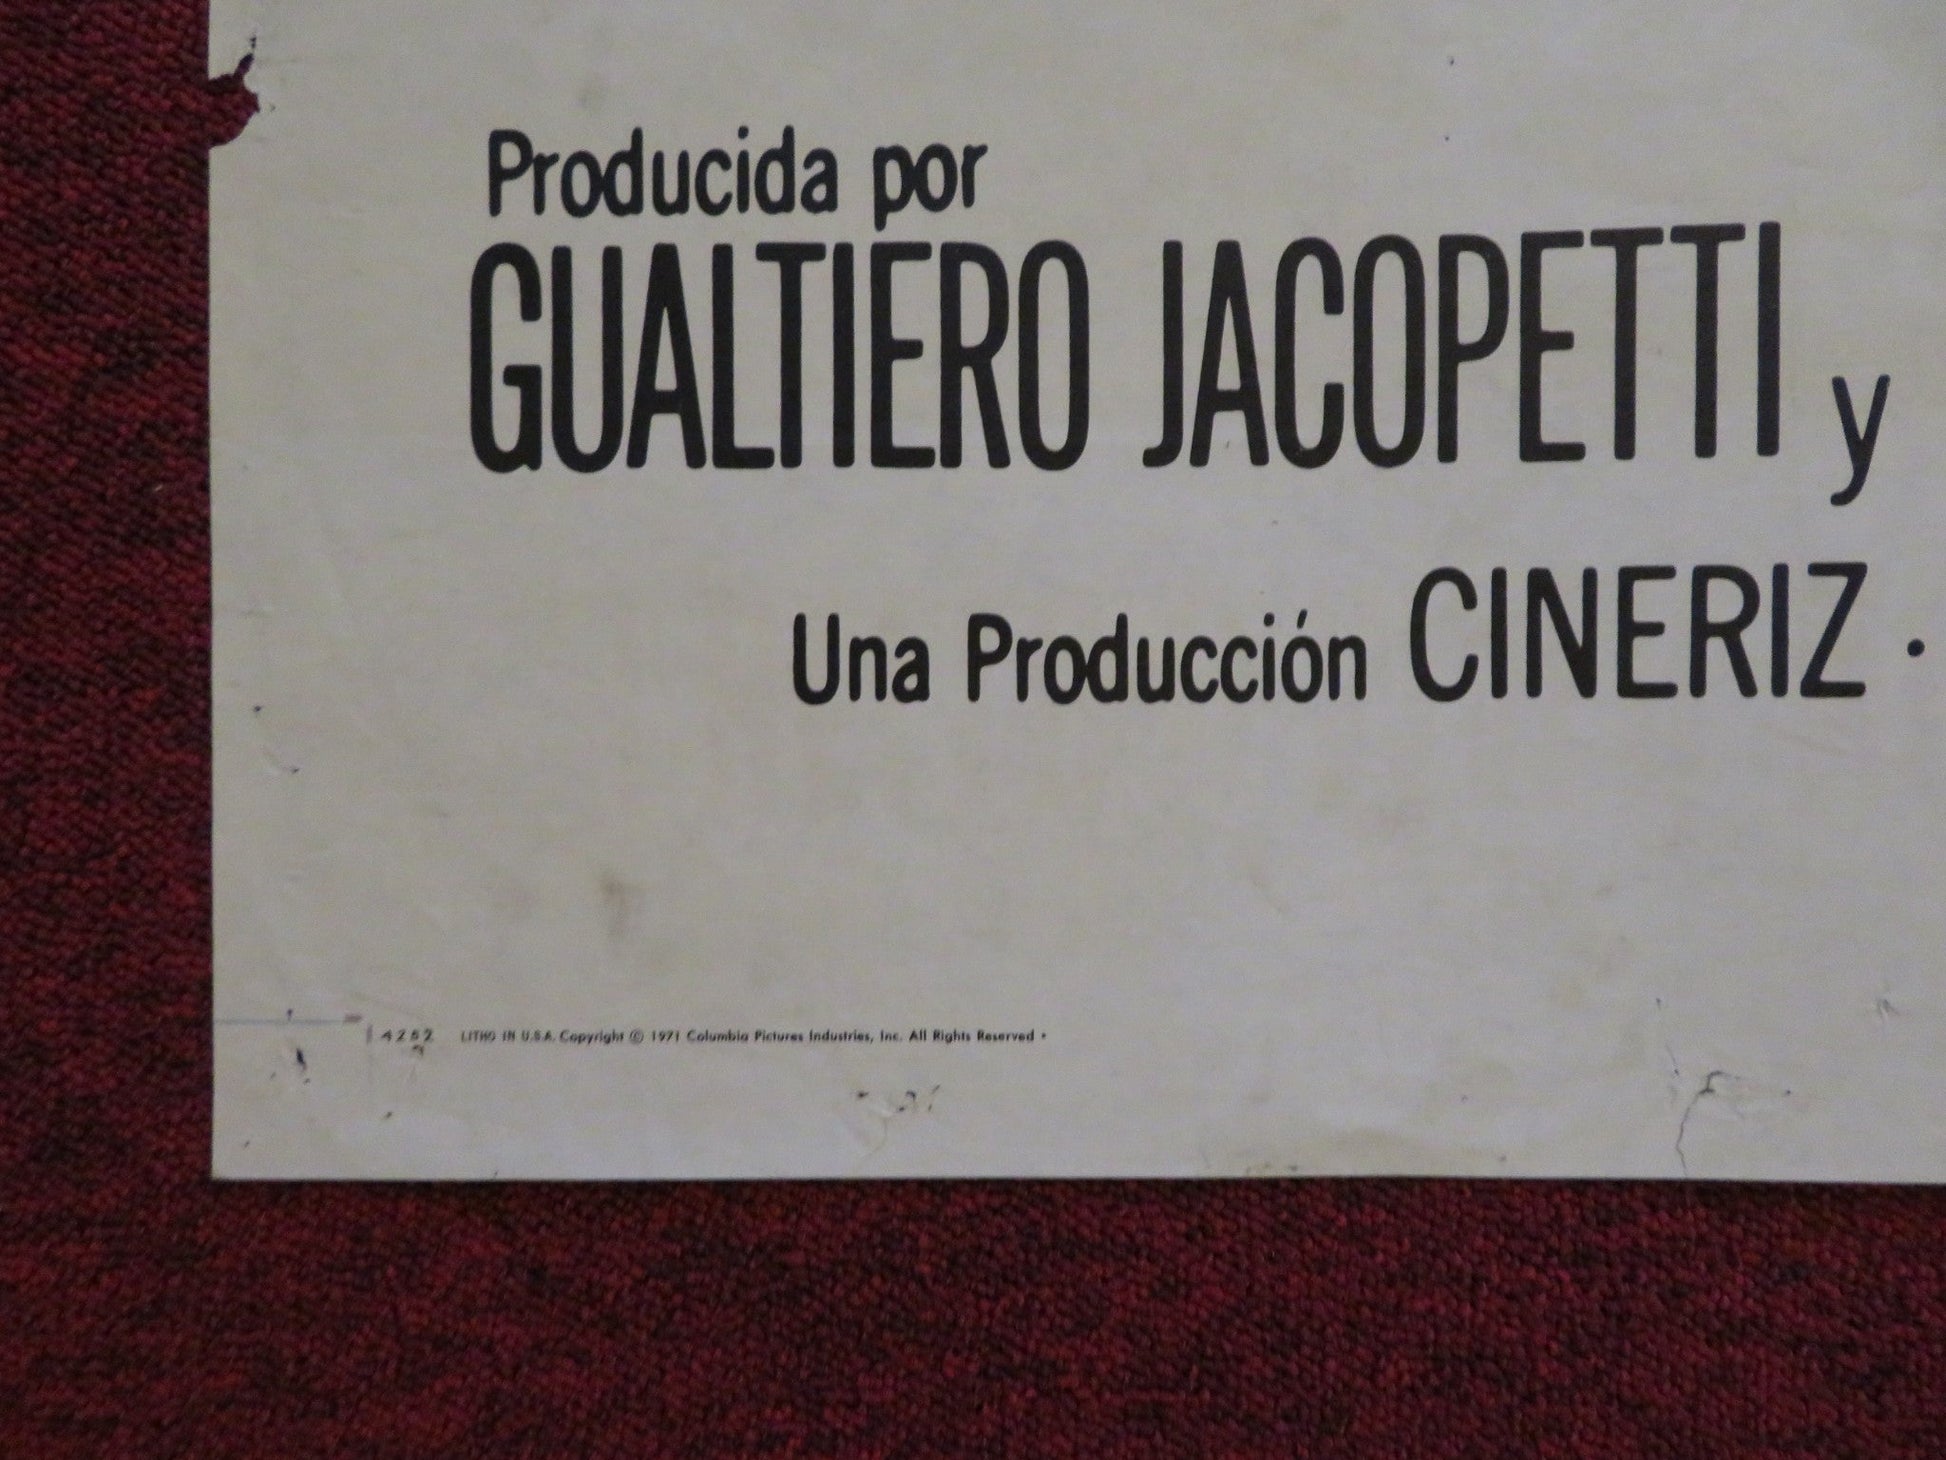 Producida por
GUALTIERO JACOPETTI y
Una Producción CINERIZ •
4252 LITHO IN U.S.A. Copyright © 1971 Columbia Pictures Industries, Inc. All Rights Reserved •